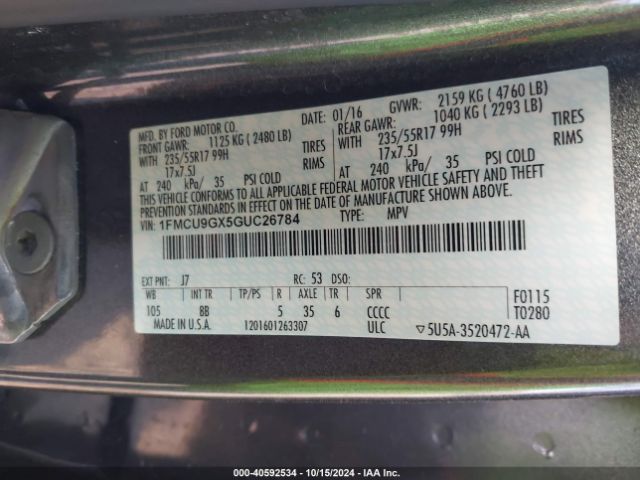 MFD. BY FORD MOTOR CO.
DATE: 01/16 GVWR: 2159 KG ( 4760 LB)
FRONT GAWR: 1125 KG ( 2480 LB) REAR GAWR: 1040 KG ( 2293 LB)
WITH 235/55R17 99H TIRES WITH 235/55R17 99H TIRES
17x7.5J RIMS 17x7.5J RIMS
AT 240 kPa/ 35 PSI COLD AT 240 kPa/ 35 PSI COLD
THIS VEHICLE CONFORMS TO ALL APPLICABLE FEDERAL MOTOR VEHICLE SAFETY AND THEFT
PREVENTION STANDARDS IN EFFECT ON THE DATE OF MANUFACTURE SHOWN ABOVE.
VIN: 1FMCU9GX5GUC26784 TYPE: MPV
EXT PNT: J7 RC: 53 DSO:
WB INT TR TP/PS R AXLE TR SPR F0115
105 BB 5 35 6 CCCC T0280
MADE IN U.S.A. 1201601263307 ULC ▽5U5A-3520472-AA
Stock: 40592534 - 10/15/2024 - IAA Inc.